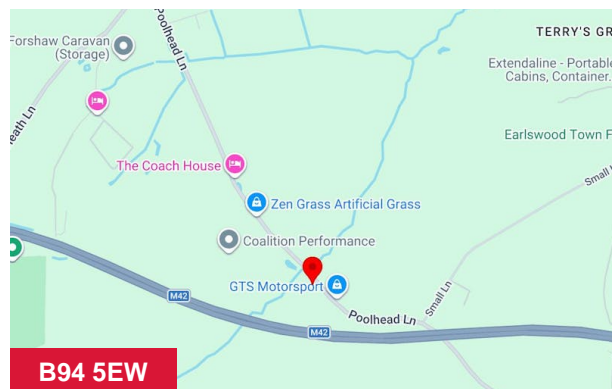 Forshaw Caravan
(Storage)
Poolhead Ln
TERRY'S GR
Extendaline - Portable
Cabins, Container.
Earlswood Town F
Small
eath Ln
The Coach House
Zen Grass Artificial Grass
Coalition Performance
GTS Motorsport
Small Ln
M42
Poolhead Ln
M42
B94 5EW